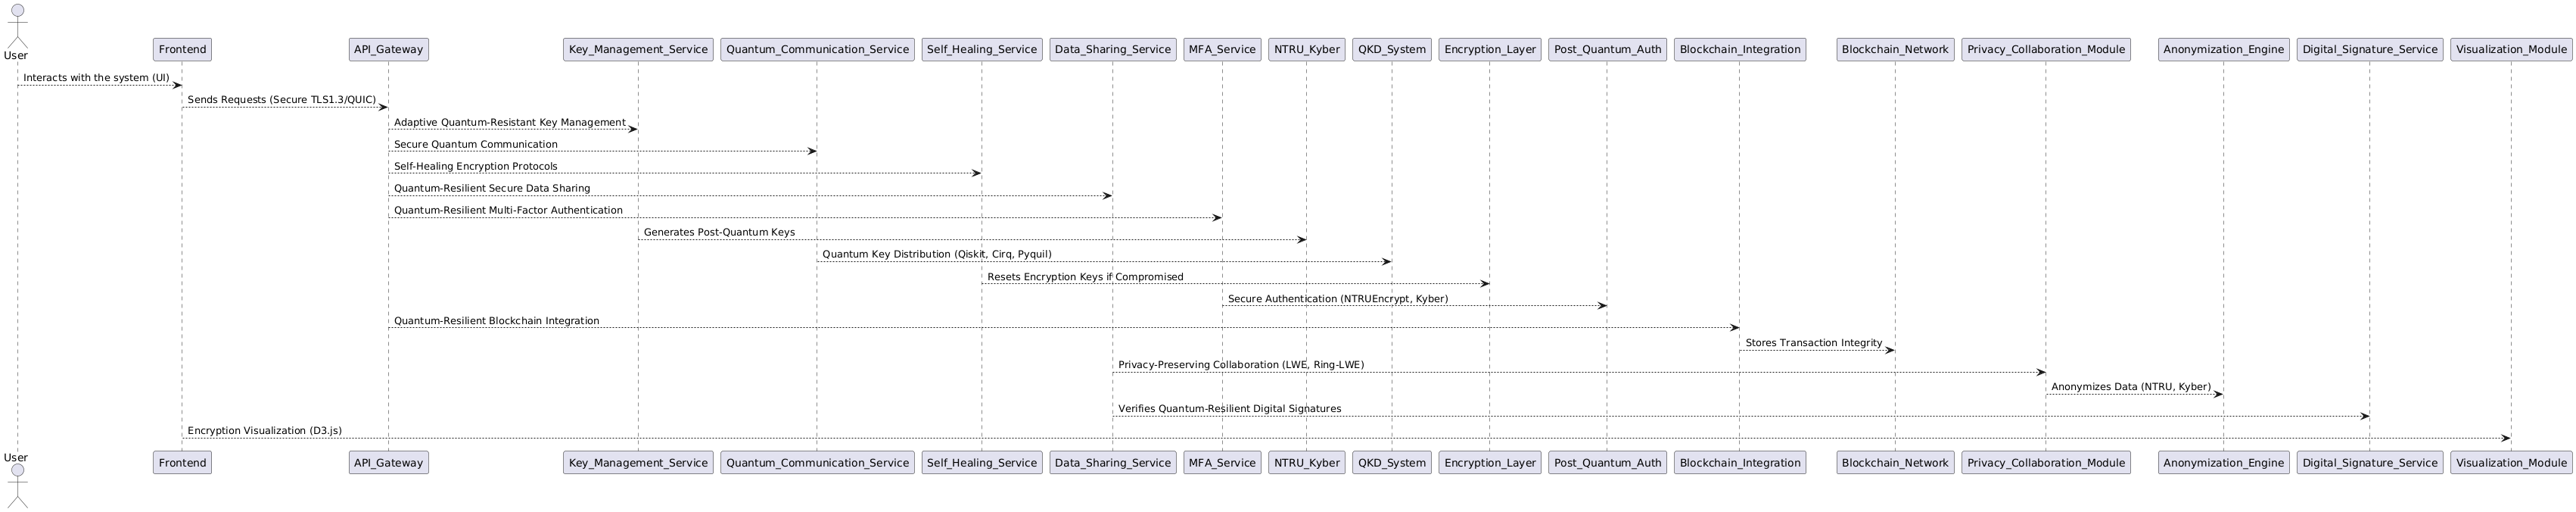 User
Frontend
API_Gateway
Key_Management_Service
Quantum_Communication_Service
Self_Healing_Service
Data_Sharing_Service
MFA_Service
NTRU_Kyber
QKD_System
Encryption_Layer
Post_Quantum_Auth
Blockchain_Integration
Blockchain_Network
Privacy_Collaboration_Module
Anonymization_Engine
Digital_Signature_Service
Visualization_Module
Interacts with the system (UI)
Sends Requests (Secure TLS1.3/QUIC)
Adaptive Quantum-Resistant Key Management
Secure Quantum Communication
Self-Healing Encryption Protocols
Quantum-Resilient Secure Data Sharing
Quantum-Resilient Multi-Factor Authentication
Generates Post-Quantum Keys
Quantum Key Distribution (Qiskit, Cirq, Pyquil)
Resets Encryption Keys if Compromised
Secure Authentication (NTRUEncrypt, Kyber)
Quantum-Resilient Blockchain Integration
Stores Transaction Integrity
Privacy-Preserving Collaboration (LWE, Ring-LWE)
Anonymizes Data (NTRU, Kyber)
Verifies Quantum-Resilient Digital Signatures
Encryption Visualization (D3.js)
User
Frontend
API_Gateway
Key_Management_Service
Quantum_Communication_Service
Self_Healing_Service
Data_Sharing_Service
MFA_Service
NTRU_Kyber
QKD_System
Encryption_Layer
Post_Quantum_Auth
Blockchain_Integration
Blockchain_Network
Privacy_Collaboration_Module
Anonymization_Engine
Digital_Signature_Service
Visualization_Module